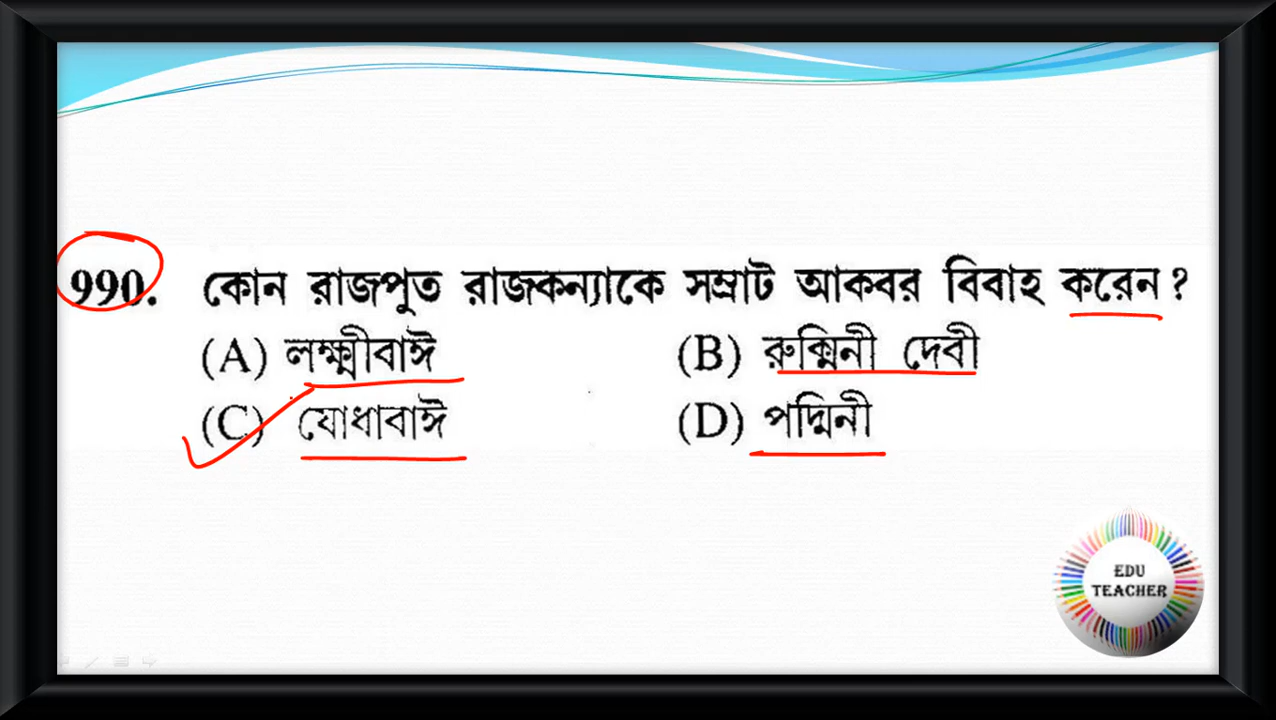 990. কোন রাজপুত রাজকন্যাকে সম্রাট আকবর বিবাহ করেন ?
(A) লক্ষ্মীবাঈ (B) রুক্মিনী দেবী
(C) যোধাবাঈ (D) পদ্মিনী
EDU
TEACHER